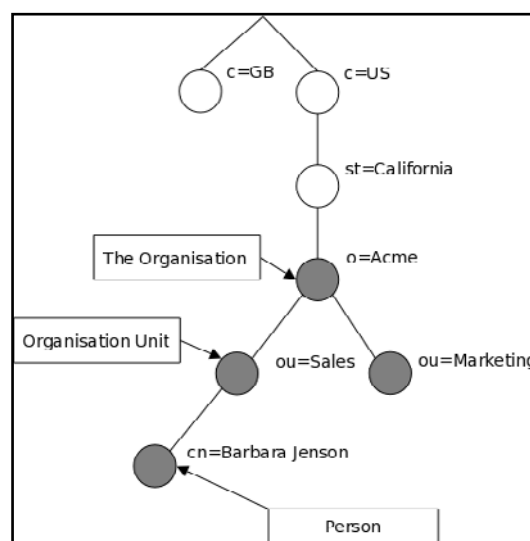 c=GB
c=US
st=California
o=Acme
The Organisation
Organisation Unit
ou=Sales
ou=Marketing
cn=Barbara Jenson
Person